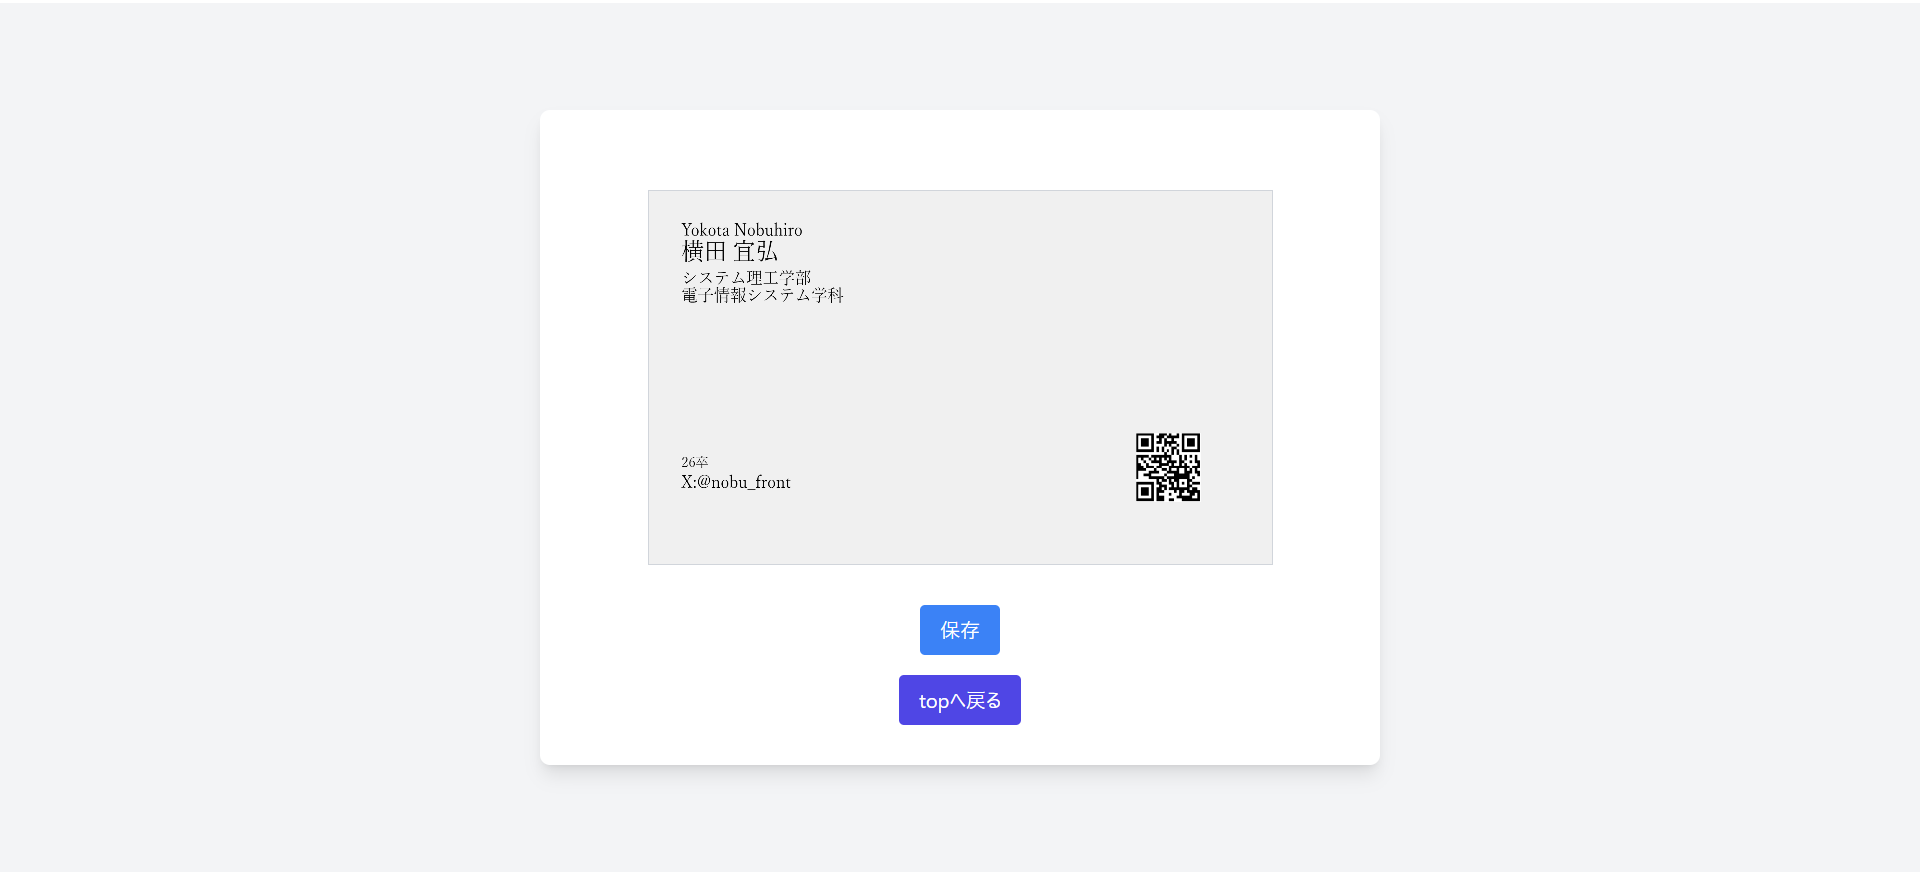 Yokota Nobuhiro
横田 宜弘
システム理工学部
電子情報システム学科
26卒
X:@nobu_front
保存
topへ戻る